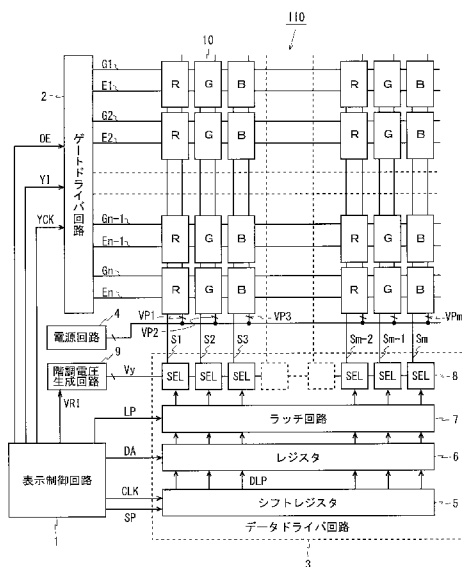 110
10
2
G1
E1
G2
E2
Gn-1
En-1
Gn
En
OE
YI
YCK
ゲートドライバ回路
R G B R G B
R G B R G B
R G B R G B
R G B R G B
4
電源回路
VP1
VP2
VP3
VPm
S1 S2 S3 Sm-2 Sm-1 Sm
9
階調電圧
生成回路
Vy
VRI
SEL SEL SEL SEL SEL SEL
8
LP
ラッチ回路
7
DA
レジスタ
6
DLP
表示制御回路
1
CLK
SP
シフトレジスタ
5
データドライバ回路
3